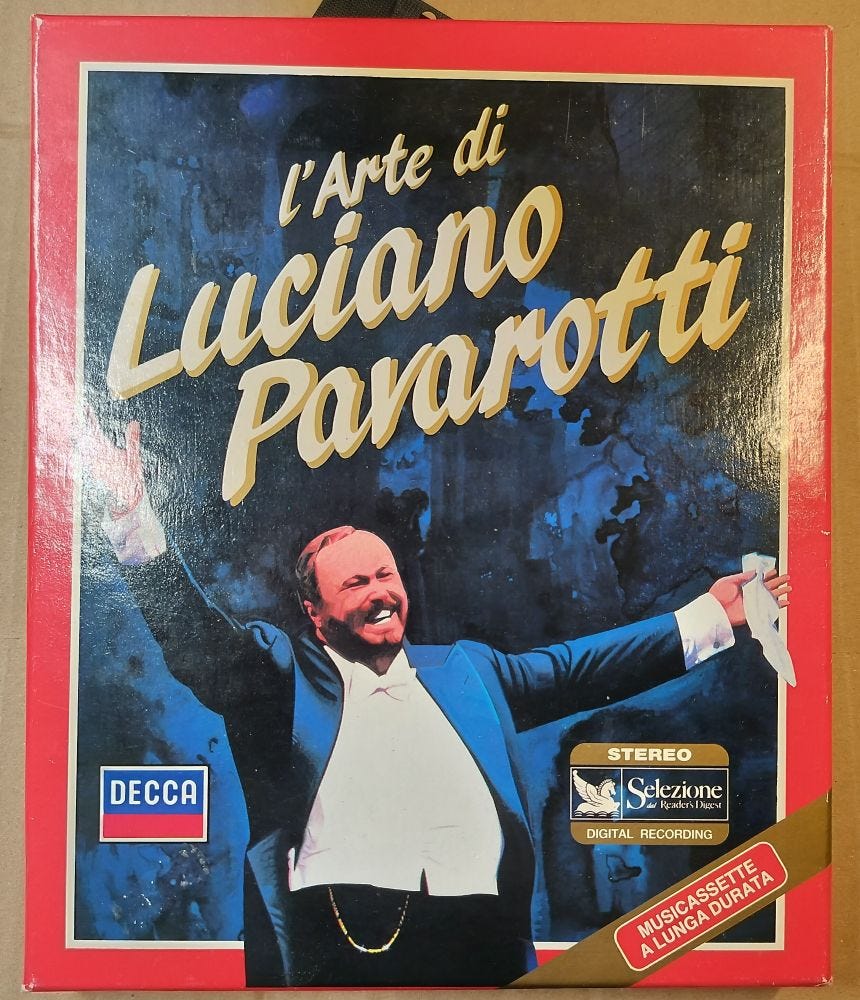 l'Arte di
Luciano
Pavarotti
DECCA
STEREO
Selezione
dal Reader's Digest
DIGITAL RECORDING
MUSICASSETTE
A LUNGA DURATA